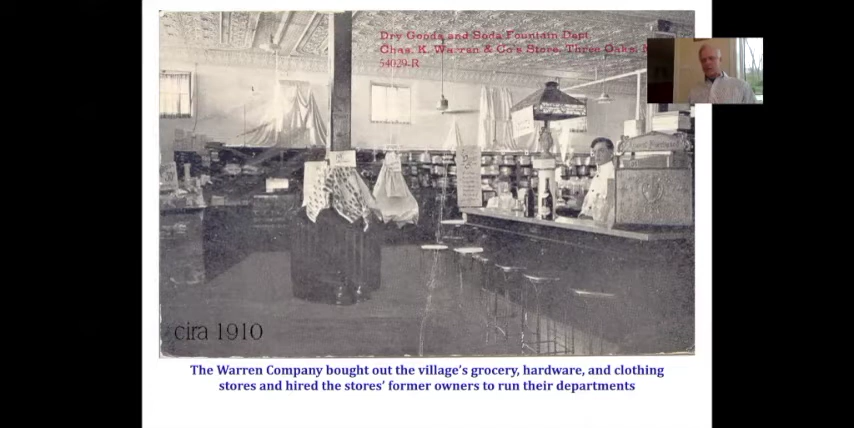 Dry Goods and Soda Fountain Dept.
Chas. K. Warren & Co's Store, Three Oaks,
54029-R
cira 1910
The Warren Company bought out the village's grocery, hardware, and clothing
stores and hired the stores' former owners to run their departments